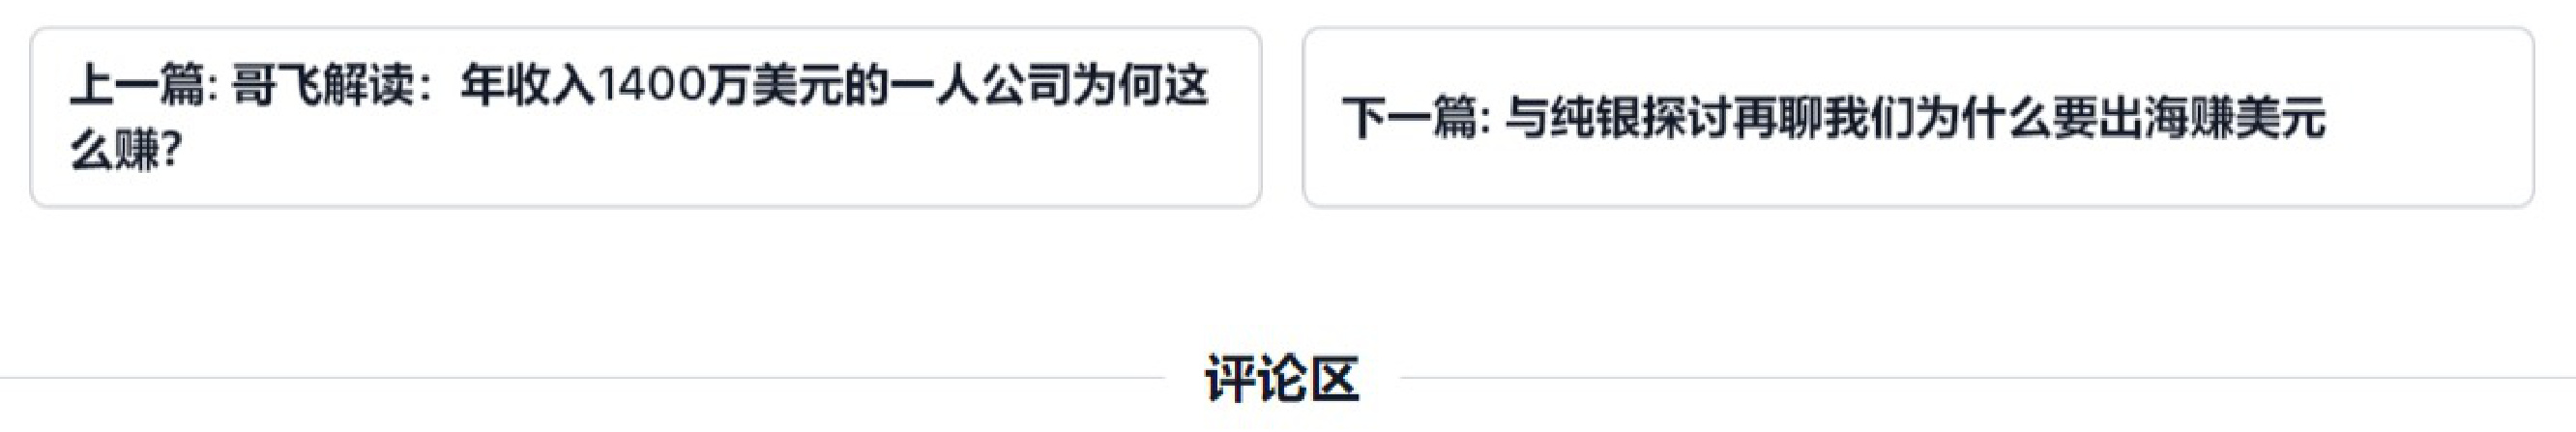 上一篇: 哥飞解读：年收入1400万美元的一人公司为何这
么赚？
下一篇: 与纯银探讨再聊我们为什么要出海赚美元
评论区